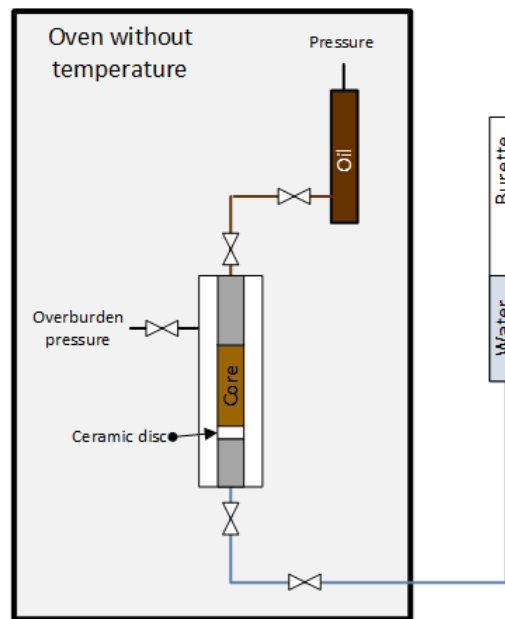 Oven without
temperature
Pressure
Oil
Burette
Overburden
pressure
Water
Core
Ceramic disc